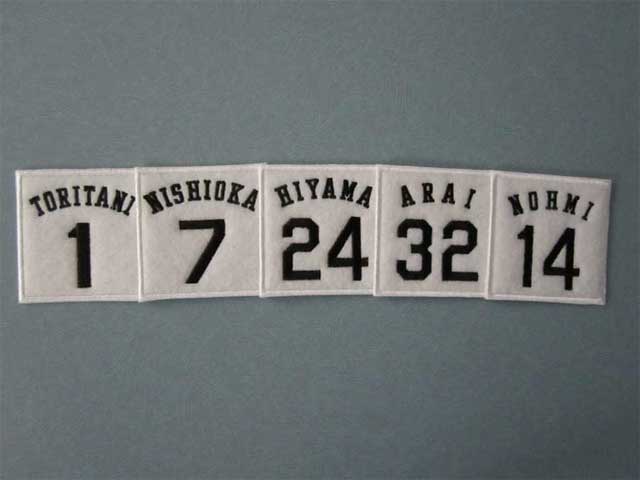 TORITANI
1
NISHIOKA
7
HIYAMA
24
ARAI
32
NOHMI
14